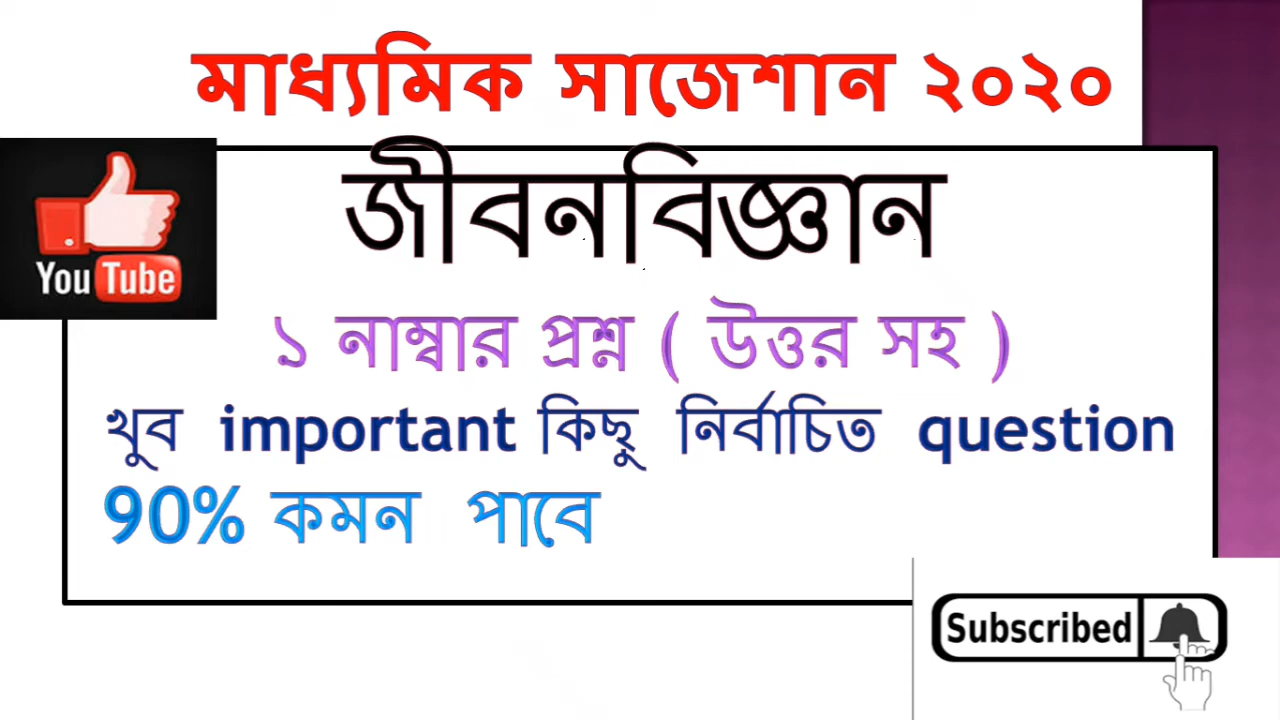 মাধ্যমিক সাজেশান ২০২০
জীবনবিজ্ঞান
You Tube
১ নাম্বার প্রশ্ন ( উত্তর সহ )
খুব important কিছু নির্বাচিত question
90% কমন পাবে
Subscribed